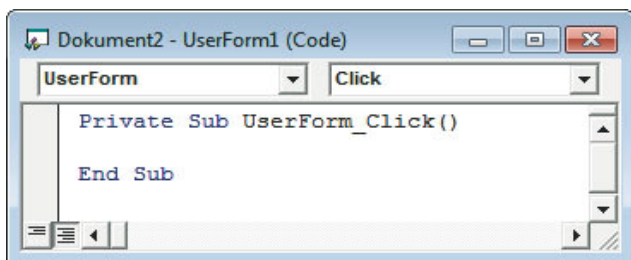 Dokument2 - UserForm1 (Code)
UserForm Click
Private Sub UserForm_Click()
End Sub